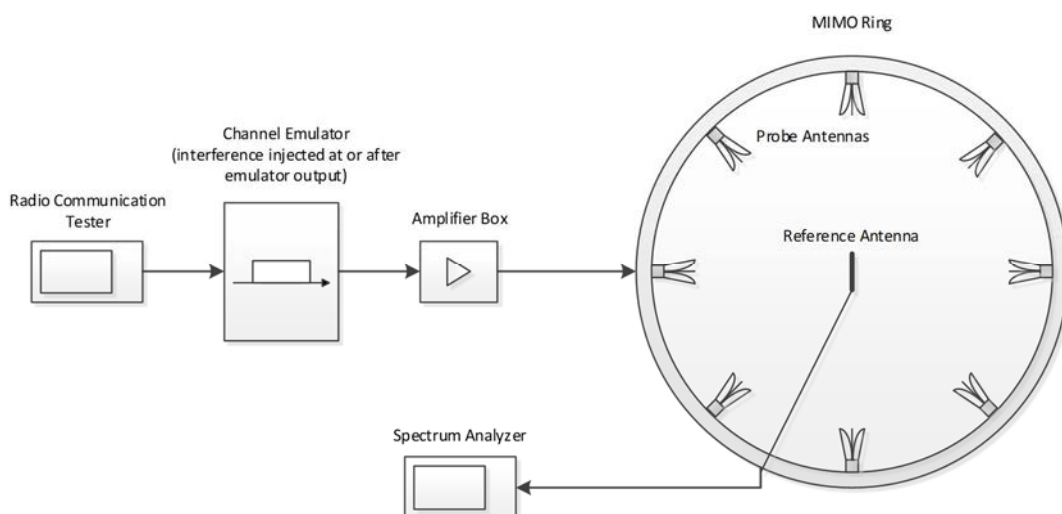 MIMO Ring
Channel Emulator
(interference injected at or after
emulator output)
Probe Antennas
Radio Communication
Tester
Amplifier Box
Reference Antenna
Spectrum Analyzer